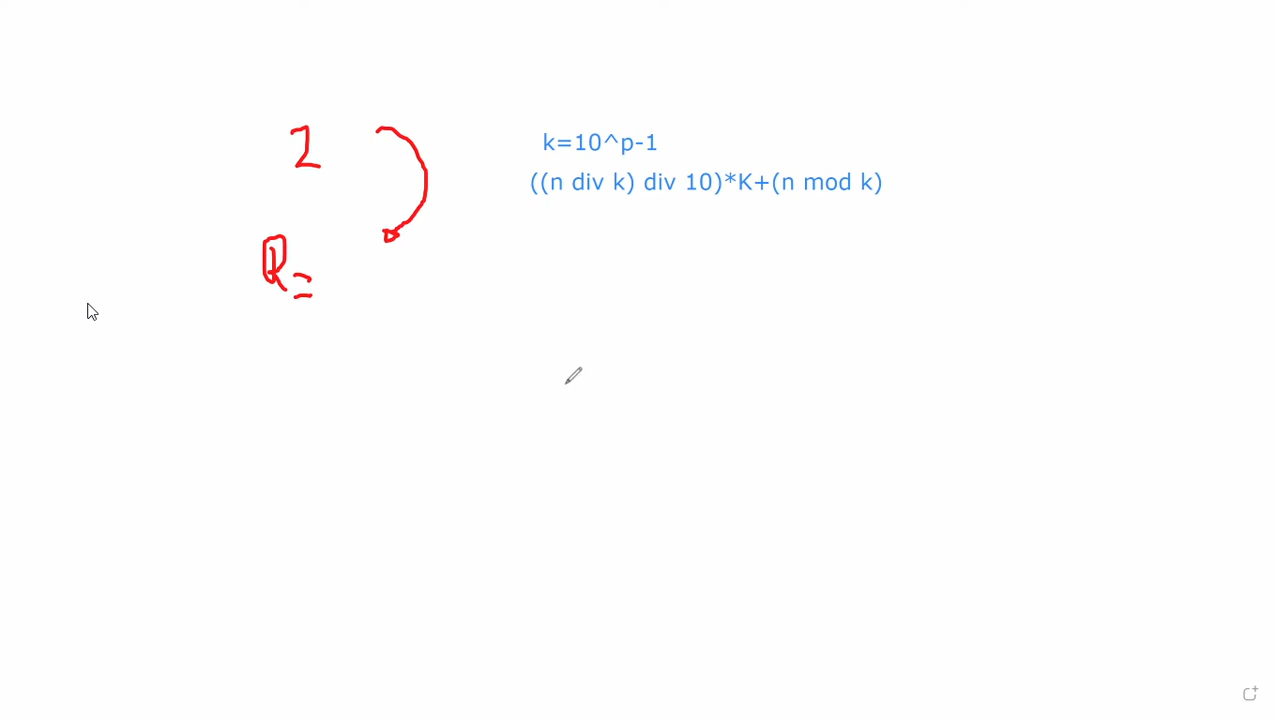 2
k=10^p-1
((n div k) div 10)*K+(n mod k)
R=